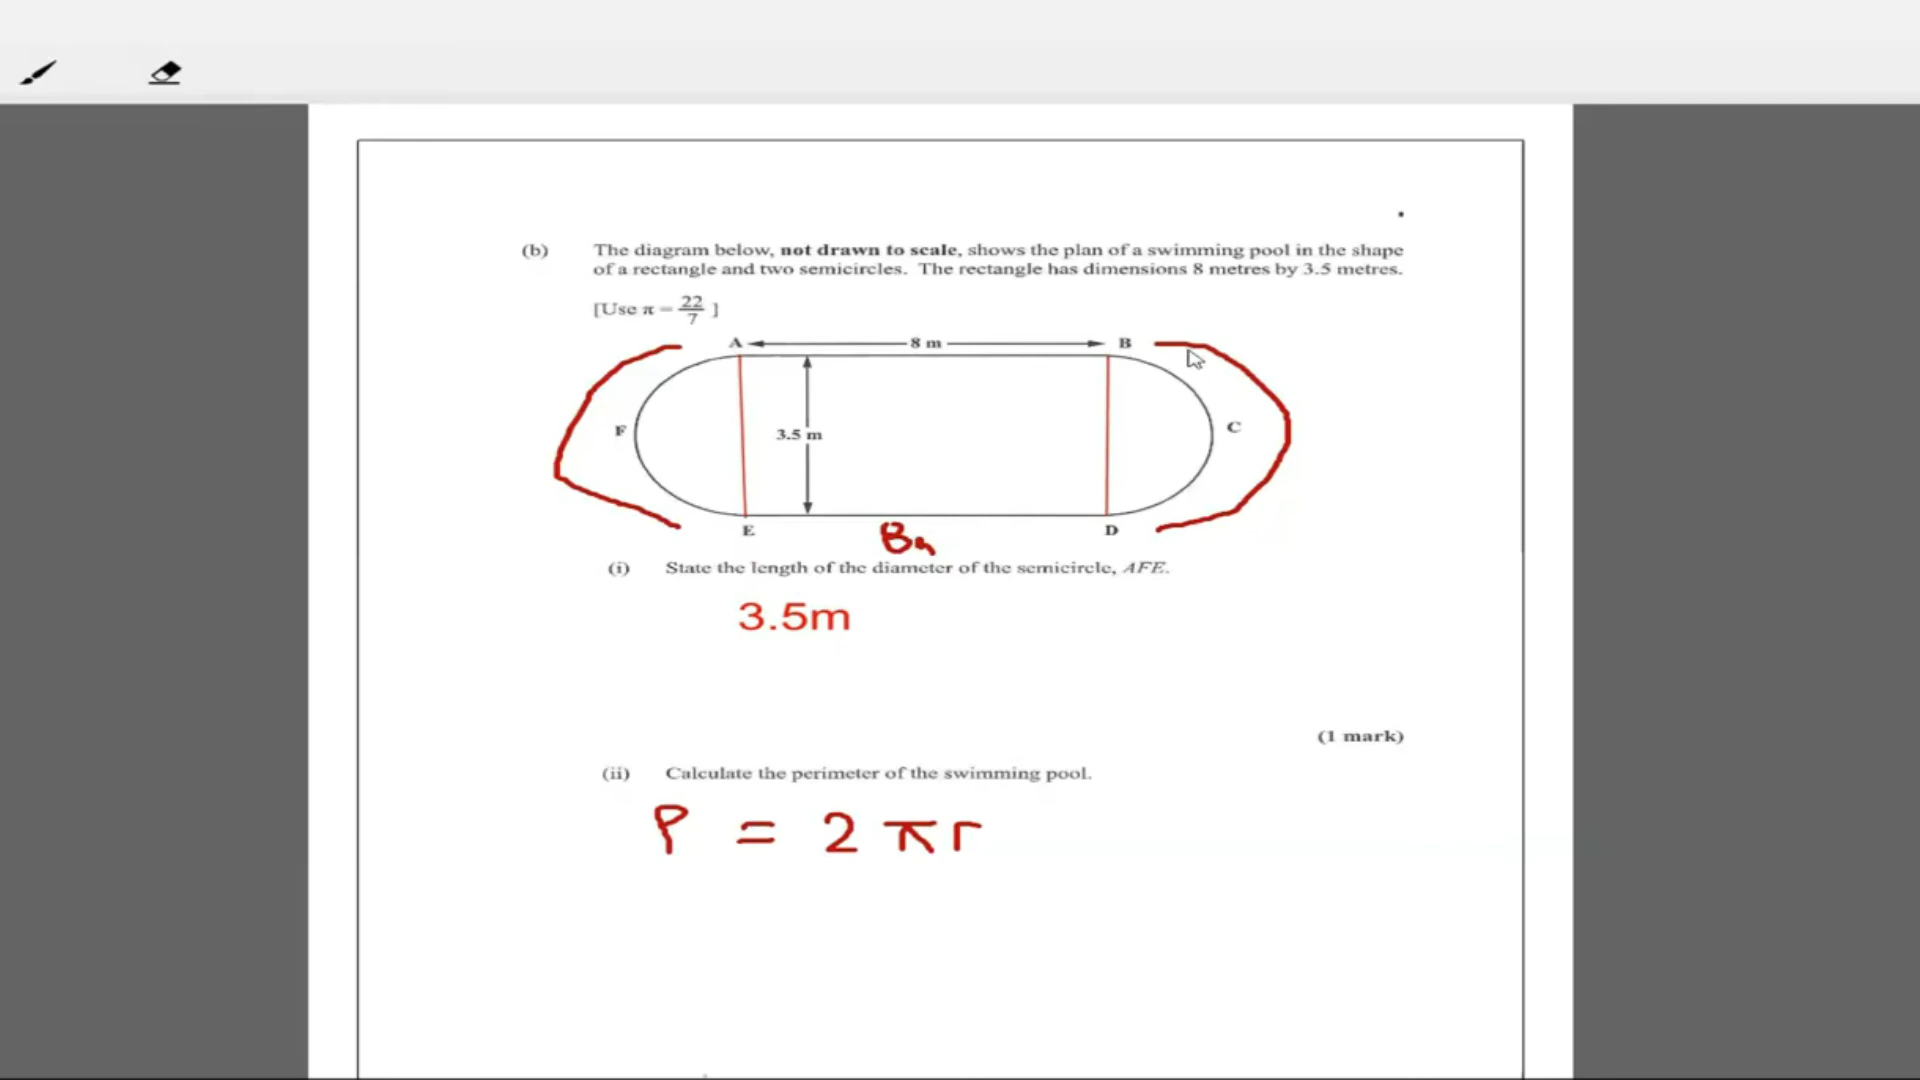 (b) The diagram below, not drawn to scale, shows the plan of a swimming pool in the shape
of a rectangle and two semicircles. The rectangle has dimensions 8 metres by 3.5 metres.
[Use π = 22/7 ]
A 8 m B
F 3.5 m C
E D
8m
(i) State the length of the diameter of the semicircle, AFE.
3.5m
(1 mark)
(ii) Calculate the perimeter of the swimming pool.
P = 2 π r